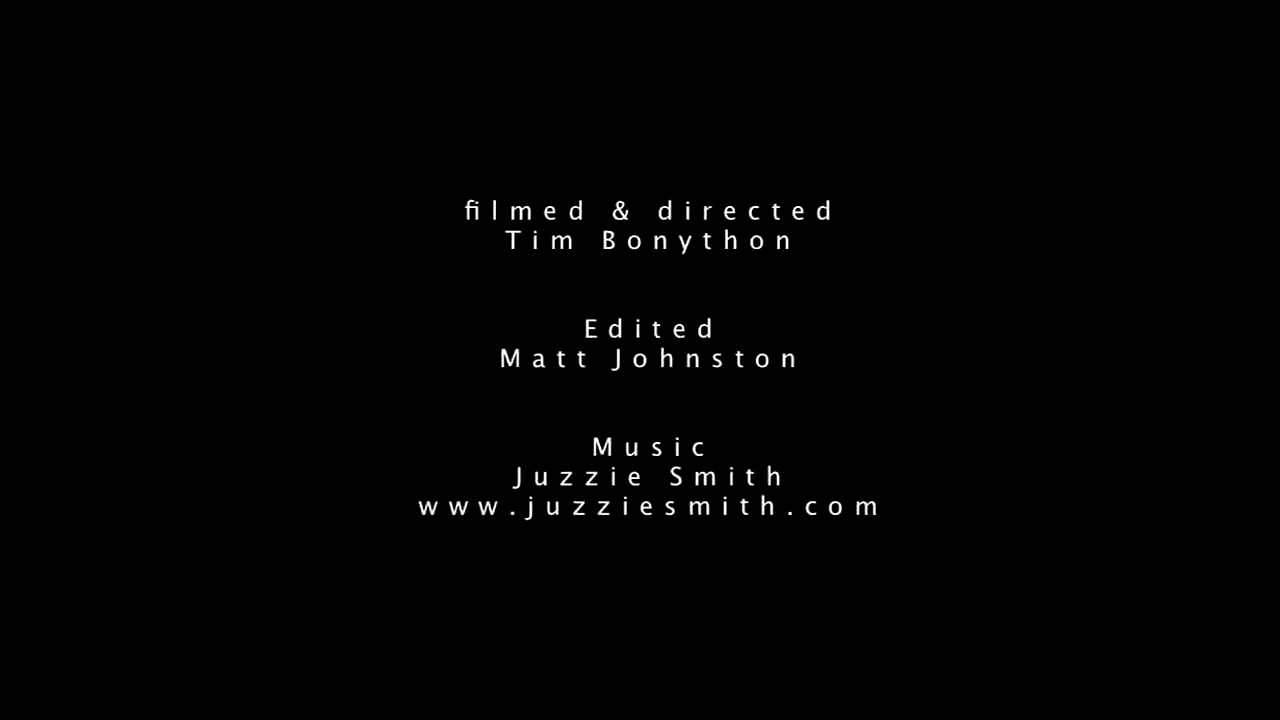 filmed & directed
Tim Bonython
Edited
Matt Johnston
Music
Juzzie Smith
www.juzziesmith.com